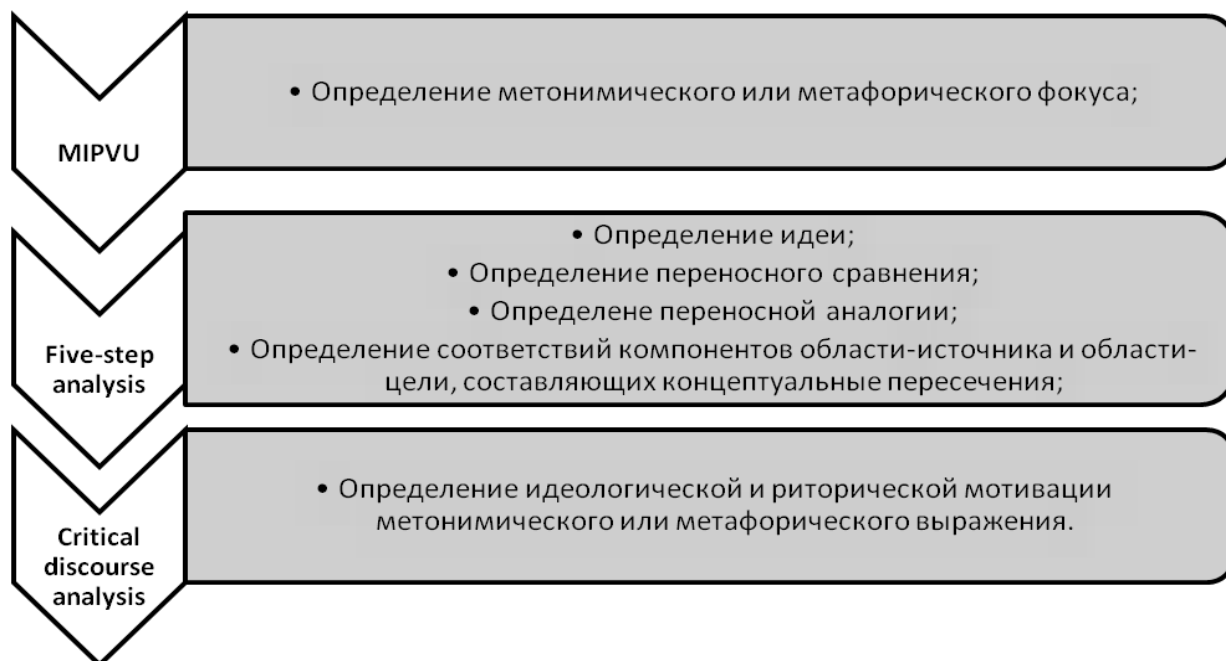 MIPVU
• Определение метонимического или метафорического фокуса;
Five-step
analysis
• Определение идеи;
• Определение переносного сравнения;
• Определене переносной аналогии;
• Определение соответствий компонентов области-источника и области-
цели, составляющих концептуальные пересечения;
Critical
discourse
analysis
• Определение идеологической и риторической мотивации
метонимического или метафорического выражения.